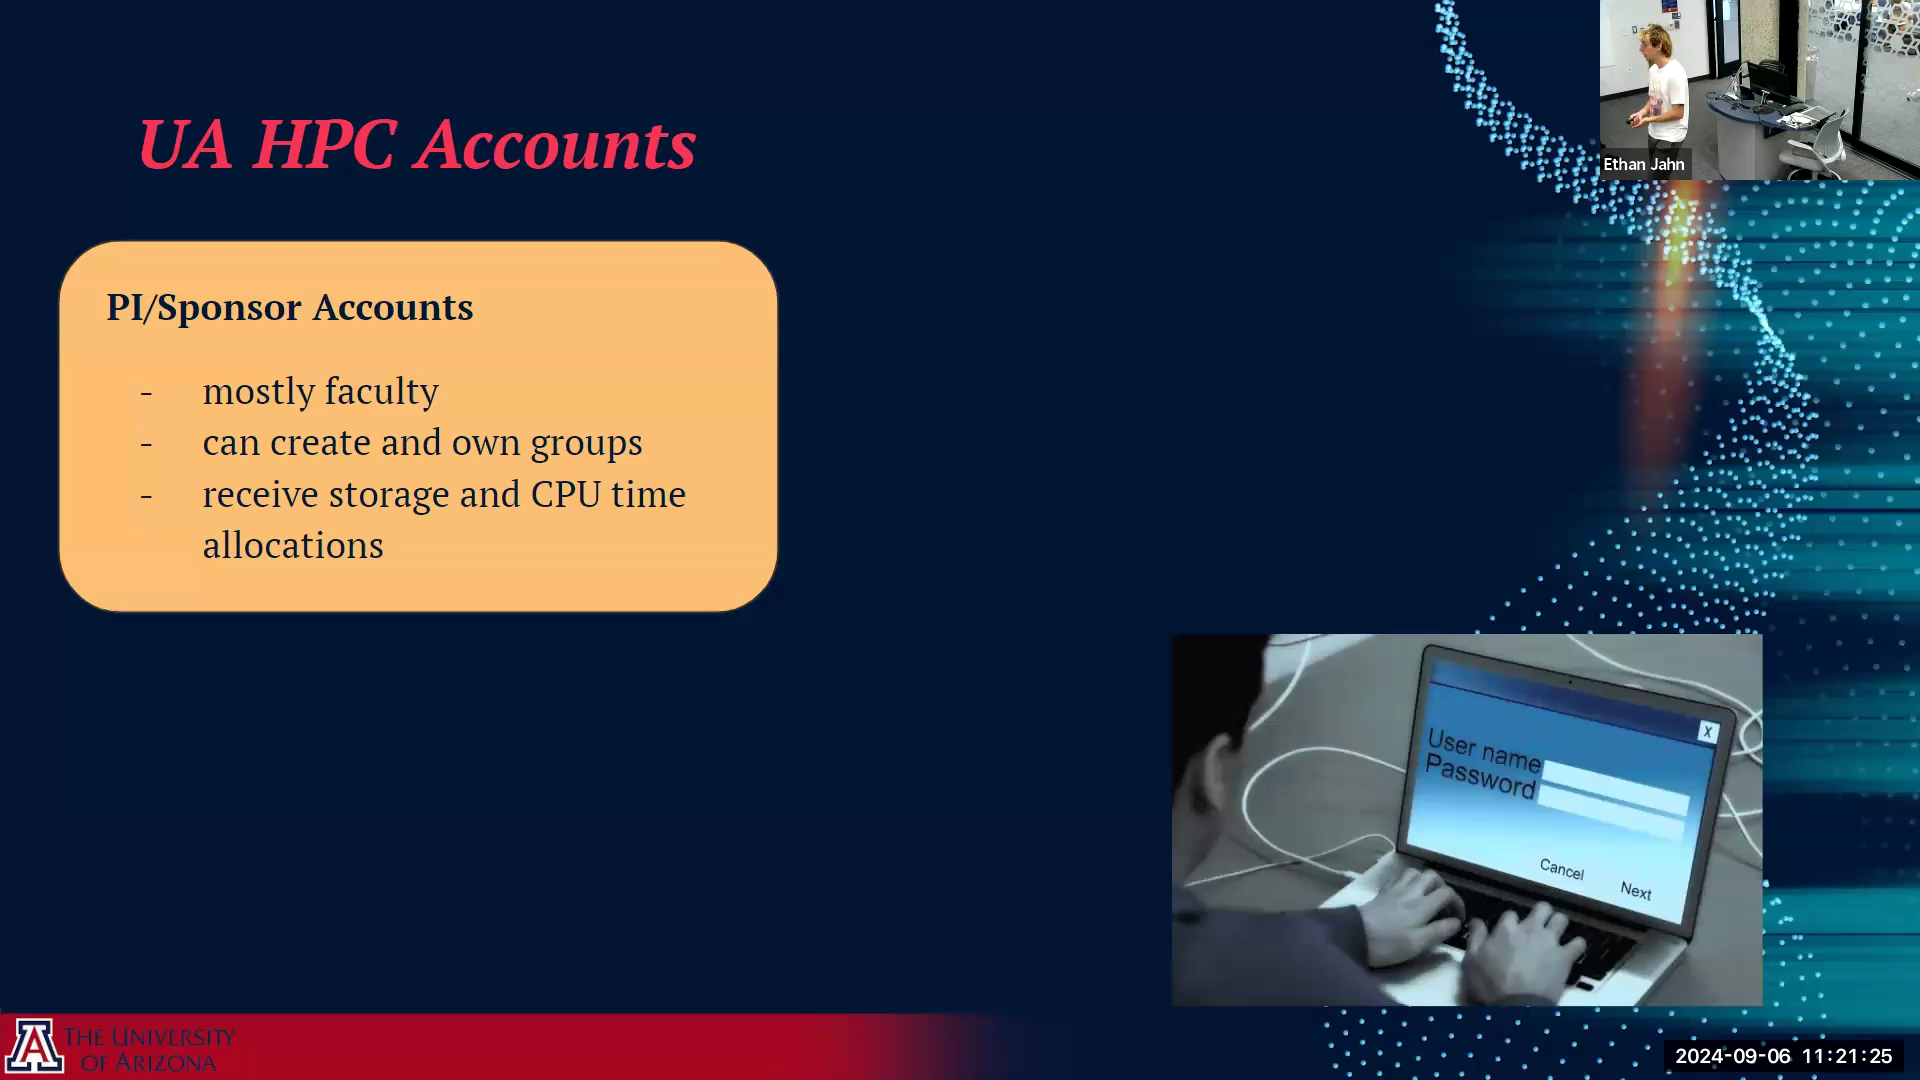 UA HPC Accounts
Ethan Jahn
PI/Sponsor Accounts
- mostly faculty
- can create and own groups
- receive storage and CPU time
allocations
X
User name
Password
Cancel
Next
A
THE UNIVERSITY
OF ARIZONA
2024-09-06 11:21:25